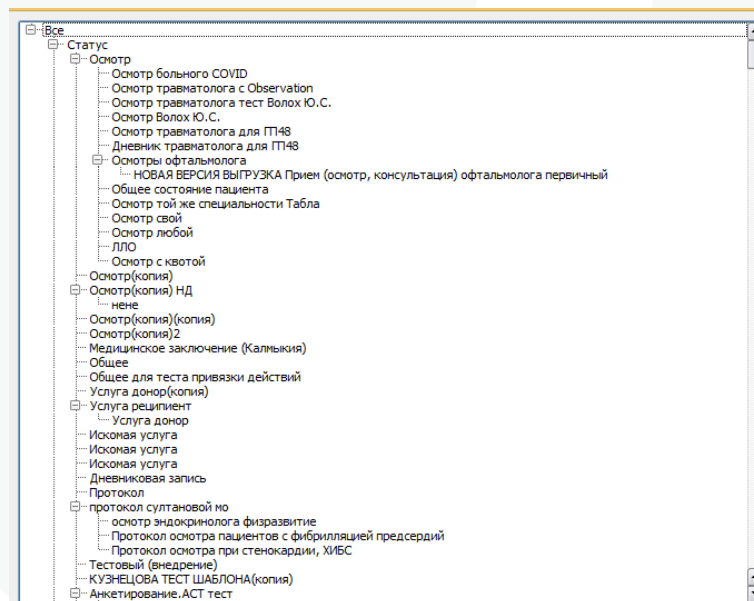 Все
Статус
Осмотр
Осмотр больного COVID
Осмотр травматолога с Observation
Осмотр травматолога тест Волох Ю.С.
Осмотр Волох Ю.С.
Осмотр травматолога для ГП48
Дневник травматолога для ГП48
Осмотры офтальмолога
НОВАЯ ВЕРСИЯ ВЫГРУЗКА Прием (осмотр, консультация) офтальмолога первичный
Общее состояние пациента
Осмотр той же специальности Табла
Осмотр свой
Осмотр любой
ЛЛО
Осмотр с квотой
Осмотр(копия)
Осмотр(копия) НД
нене
Осмотр(копия)(копия)
Осмотр(копия)2
Медицинское заключение (Калмыкия)
Общее
Общее для теста привязки действий
Услуга донор(копия)
Услуга реципиент
Услуга донор
Искомая услуга
Искомая услуга
Искомая услуга
Дневниковая запись
Протокол
протокол султановой мо
осмотр эндокринолога физразвитие
Протокол осмотра пациентов с фибрилляцией предсердий
Протокол осмотра при стенокардии, ХИБС
Тестовый (внедрение)
КУЗНЕЦОВА ТЕСТ ШАБЛОНА(копия)
Анкетирование.АСТ тест